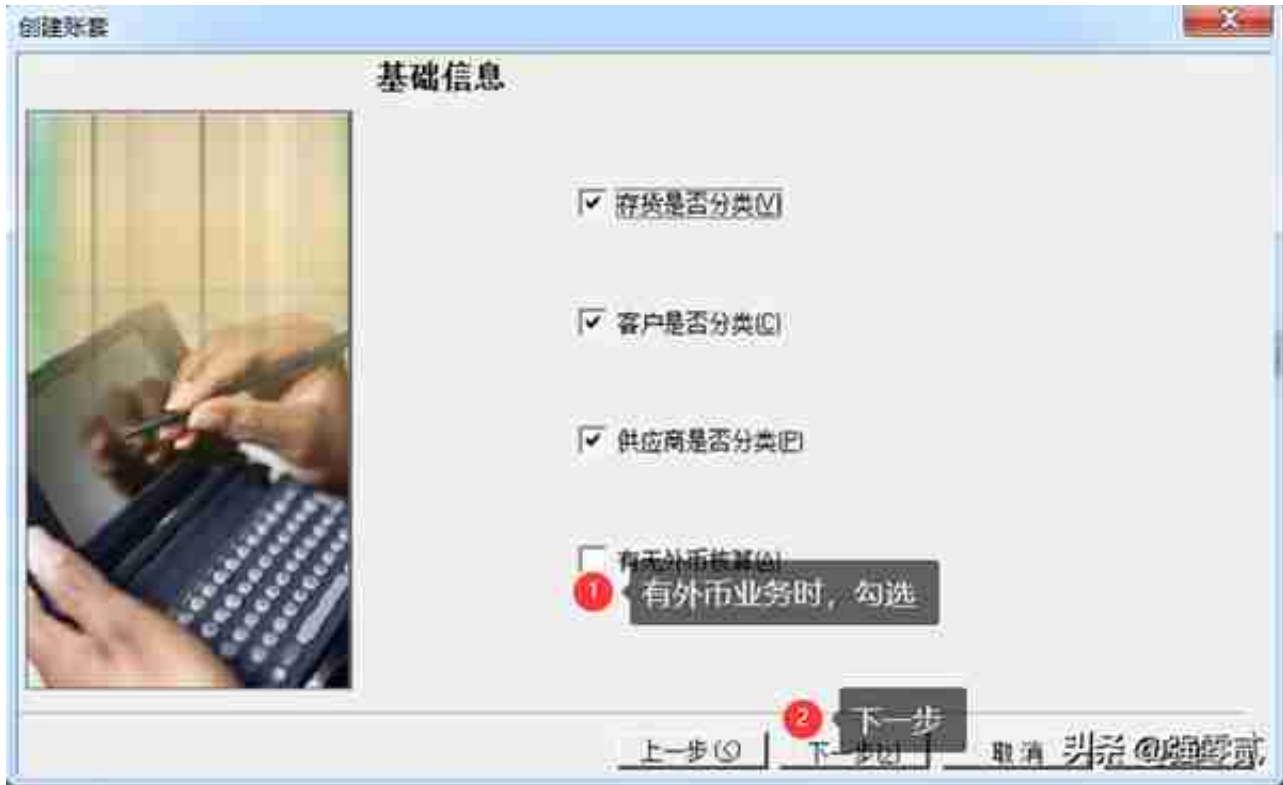 创建账套
基础信息
存货是否分类(V)
客户是否分类(C)
供应商是否分类(P)
有无外币核算(A)
1 有外币业务时，勾选
2 下一步
上一步(S) 下一步(N) 取消
头条 @